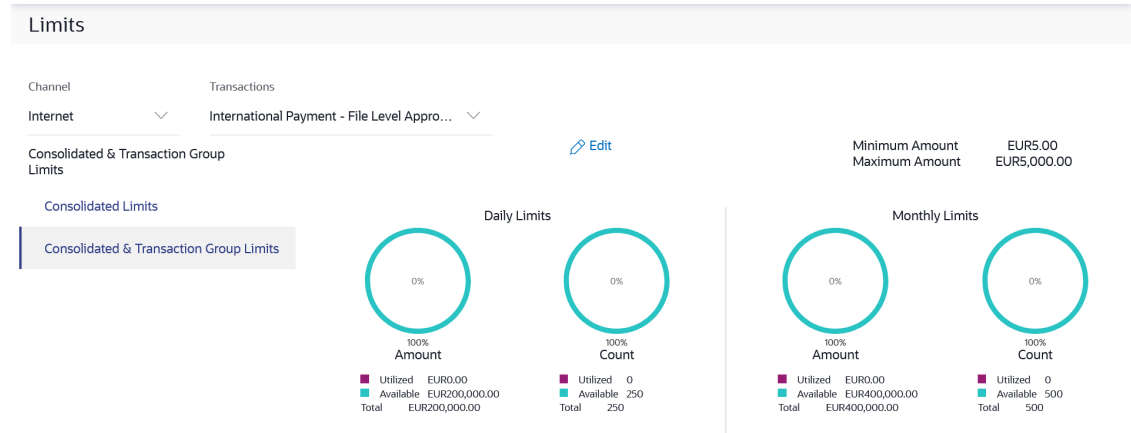 Limits
Channel
Transactions
Internet
International Payment - File Level Appro...
Consolidated & Transaction Group
Limits
Edit
Minimum Amount EUR5.00
Maximum Amount EUR5,000.00
Consolidated Limits
Consolidated & Transaction Group Limits
Daily Limits
0%
100%
Amount
Utilized EUR0.00
Available EUR200,000.00
Total EUR200,000.00
0%
100%
Count
Utilized 0
Available 250
Total 250
Monthly Limits
0%
100%
Amount
Utilized EUR0.00
Available EUR400,000.00
Total EUR400,000.00
0%
100%
Count
Utilized 0
Available 500
Total 500